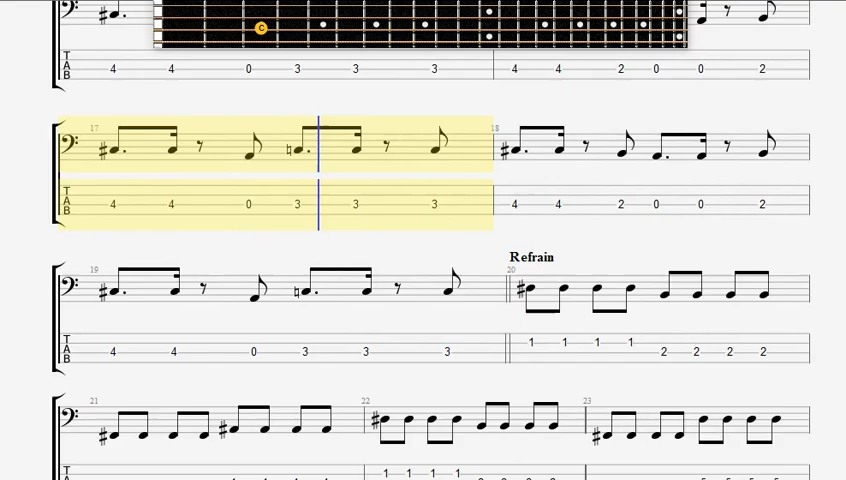 C
T
A
B
4 4 0 3 3 3 4 4 2 0 0 2
17 18
T
A
B
4 4 0 3 3 3 4 4 2 0 0 2
Refrain
19 20
T
A
B
4 4 0 3 3 3 1 1 1 1 2 2 2 2
21 22 23
T
1 1 1 1